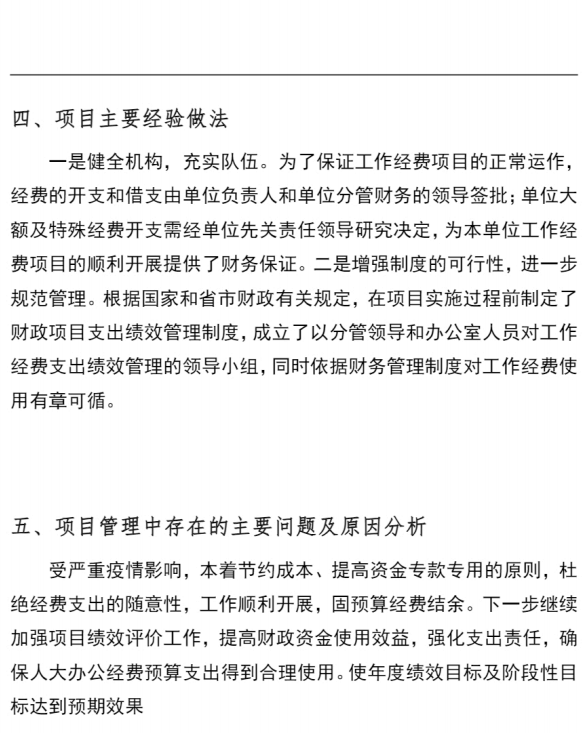 四、项目主要经验做法
一是健全机构，充实队伍。为了保证工作经费项目的正常运作，
经费的开支和借支由单位负责人和单位分管财务的领导签批；单位大
额及特殊经费开支需经单位先关责任领导研究决定，为本单位工作经
费项目的顺利开展提供了财务保证。二是增强制度的可行性，进一步
规范管理。根据国家和省市财政有关规定，在项目实施过程前制定了
财政项目支出绩效管理制度，成立了以分管领导和办公室人员对工作
经费支出绩效管理的领导小组，同时依据财务管理制度对工作经费使
用有章可循。
五、项目管理中存在的主要问题及原因分析
受严重疫情影响，本着节约成本、提高资金专款专用的原则，杜
绝经费支出的随意性，工作顺利开展，固预算经费结余。下一步继续
加强项目绩效评价工作，提高财政资金使用效益，强化支出责任，确
保人大办公经费预算支出得到合理使用。使年度绩效目标及阶段性目
标达到预期效果